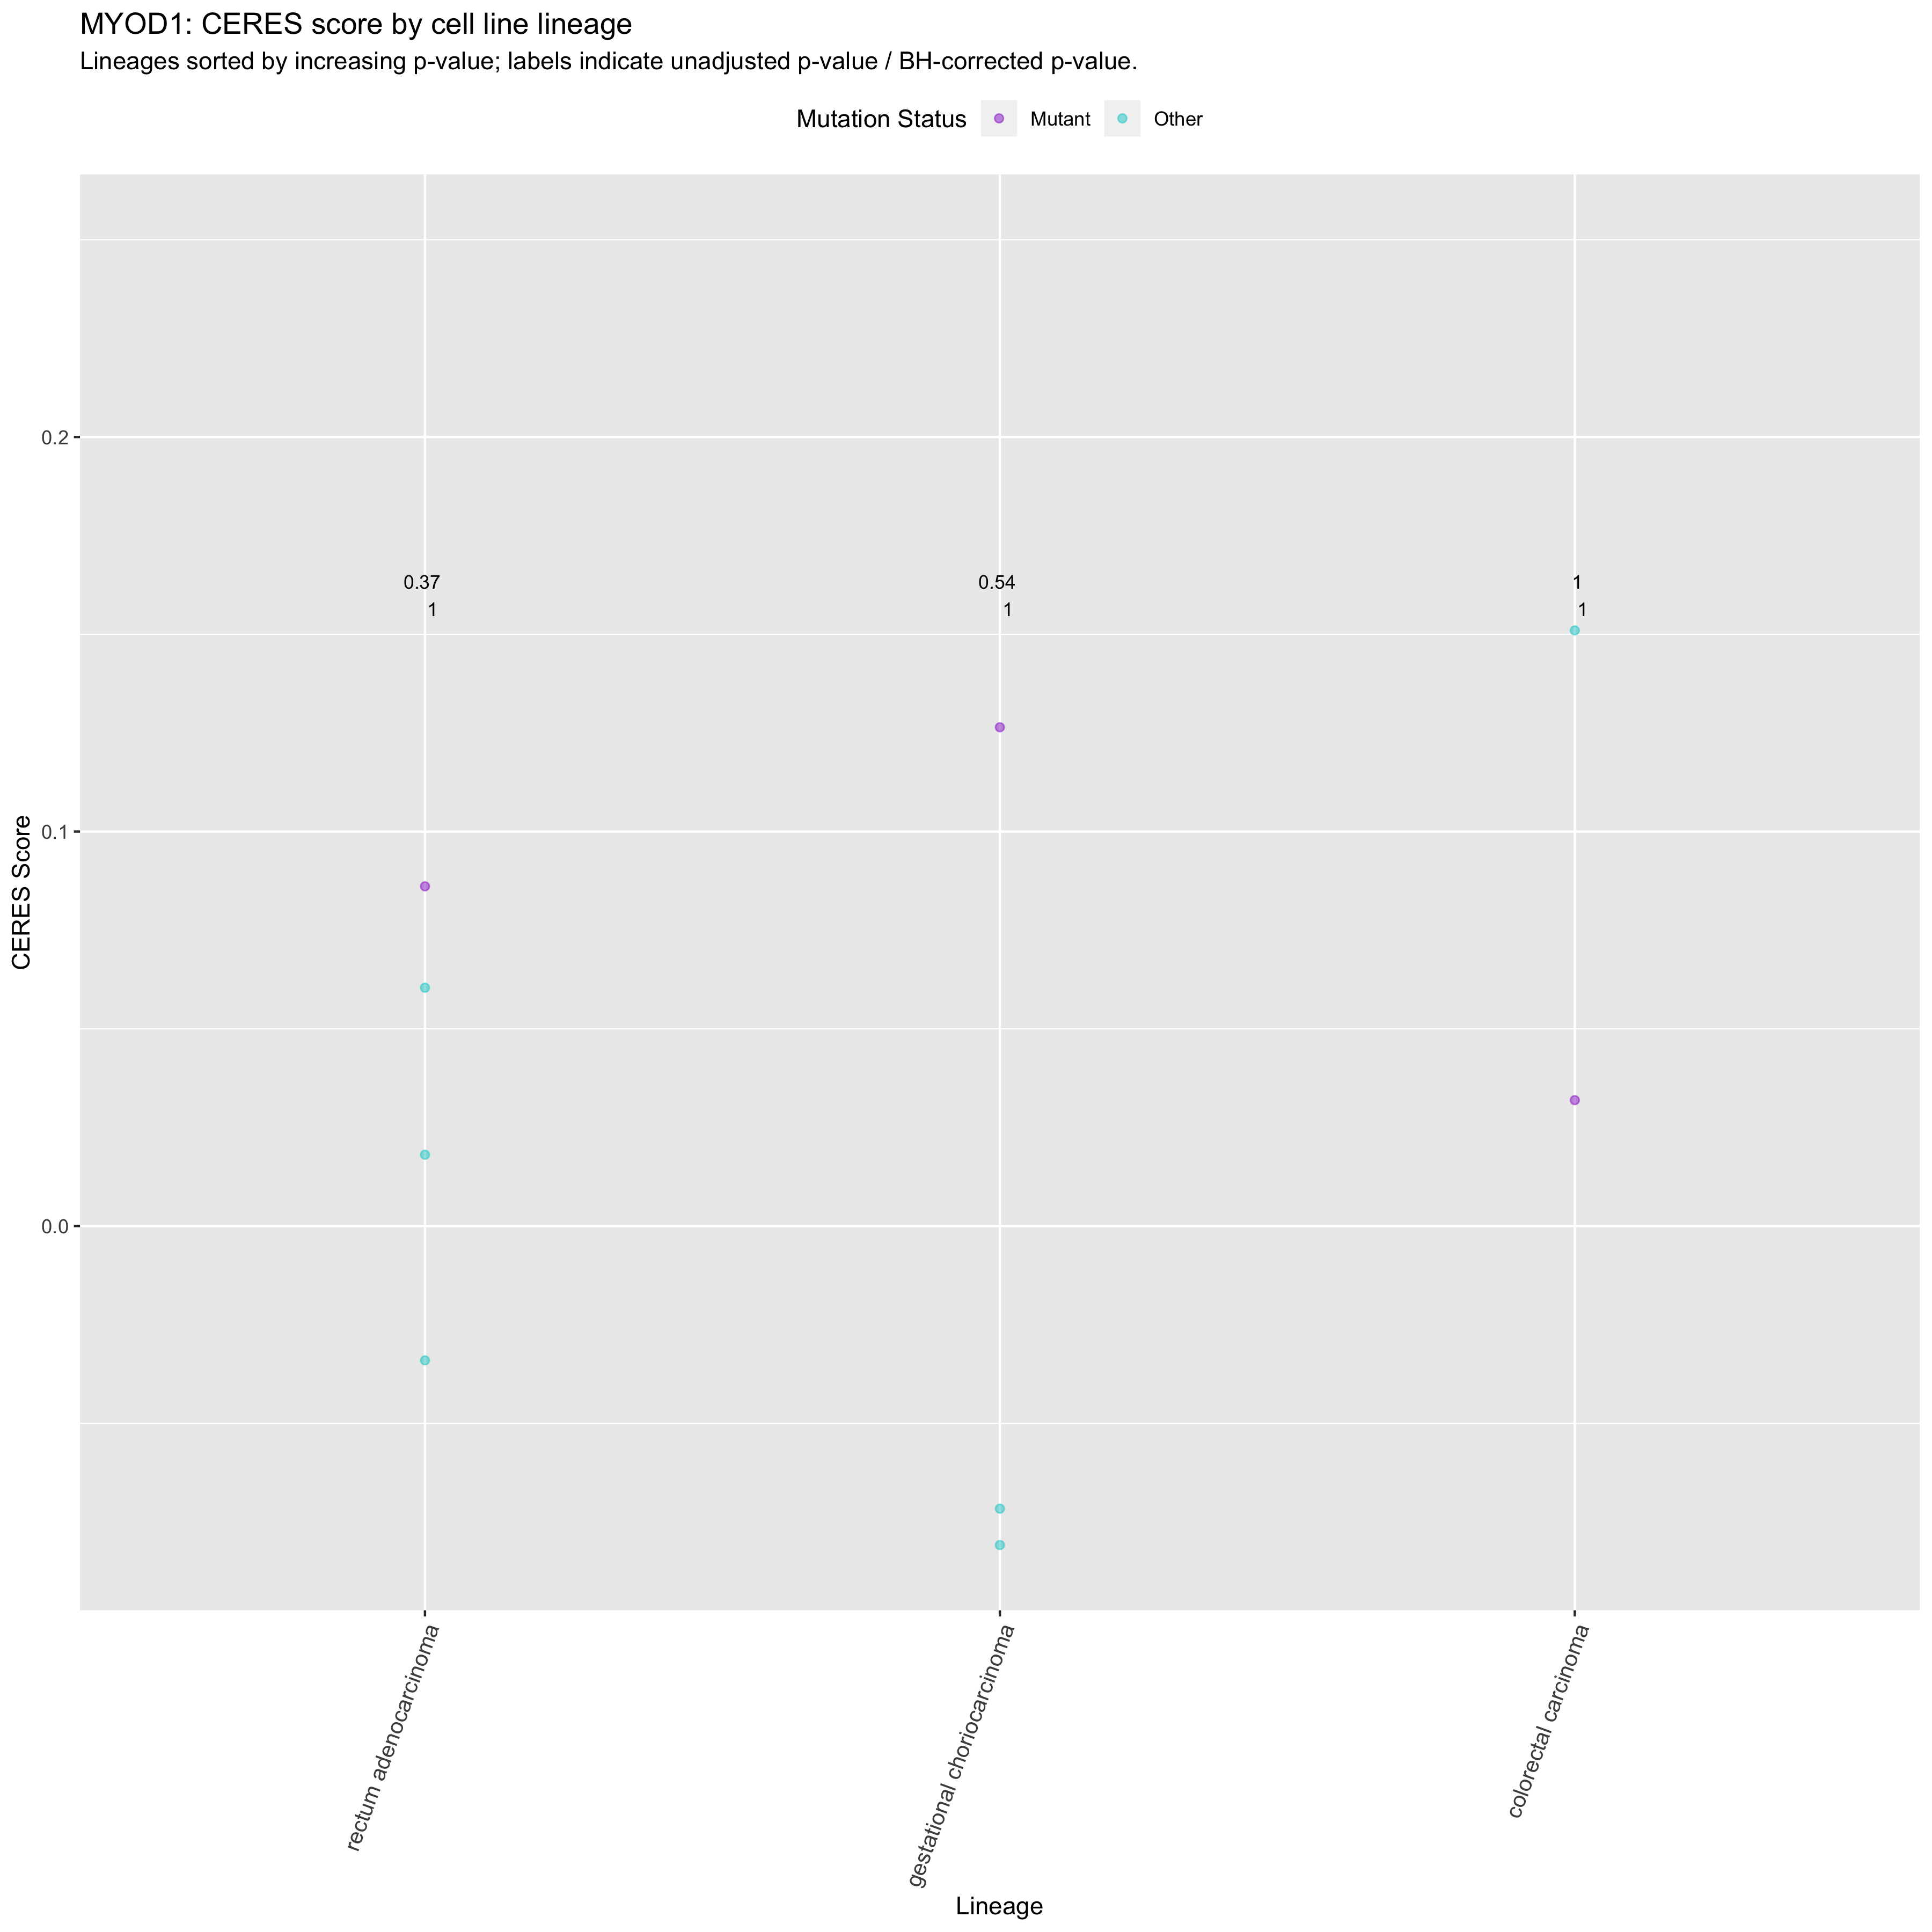 MYOD1: CERES score by cell line lineage
Lineages sorted by increasing p-value; labels indicate unadjusted p-value / BH-corrected p-value.
Mutation Status Mutant Other
0.2
0.37 0.54 1
1 1 1
0.1
CERES Score
0.0
rectum adenocarcinoma
gestational choriocarcinoma
colorectal carcinoma
Lineage